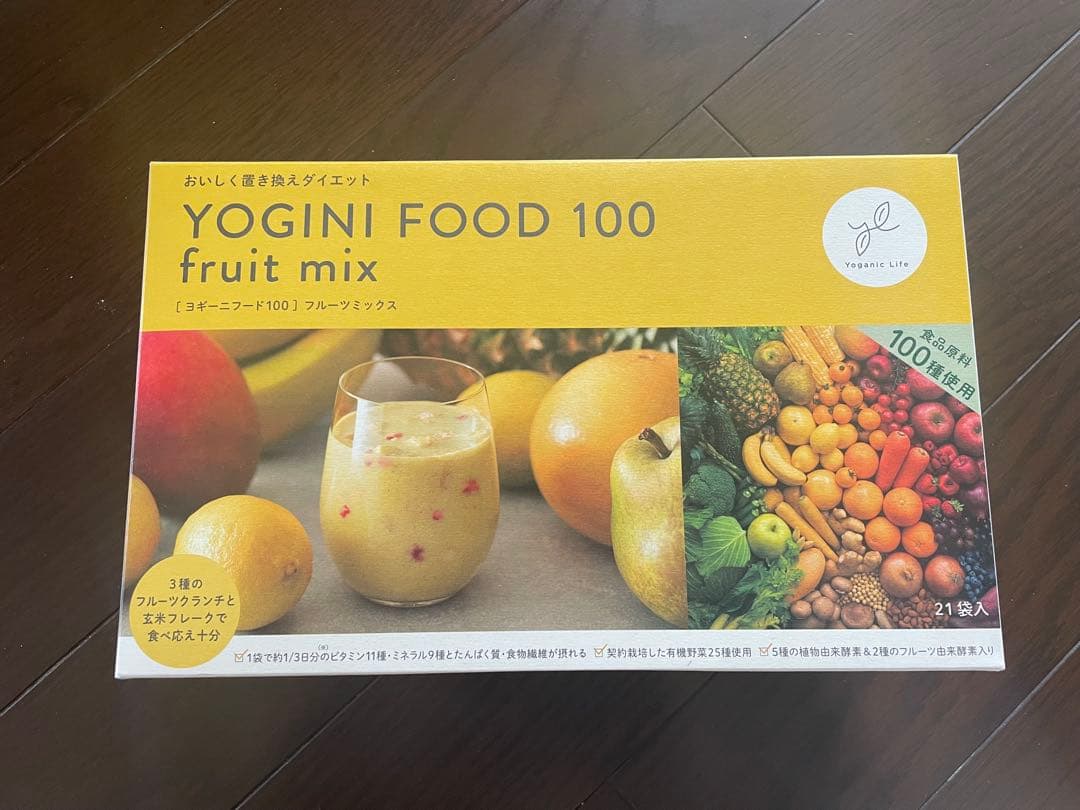 おいしく置き換えダイエット
YOGINI FOOD 100
fruit mix
[ヨギーニフード100] フルーツミックス
ye
Yoganic Life
食品原料
100種使用
3種の
フルーツクランチと
玄米フレークで
食べ応え十分
21袋入
1袋で約1/3日分(※)のビタミン11種・ミネラル9種とたんぱく質・食物繊維が摂れる 契約栽培した有機野菜25種使用 5種の植物由来酵素&2種のフルーツ由来酵素入り